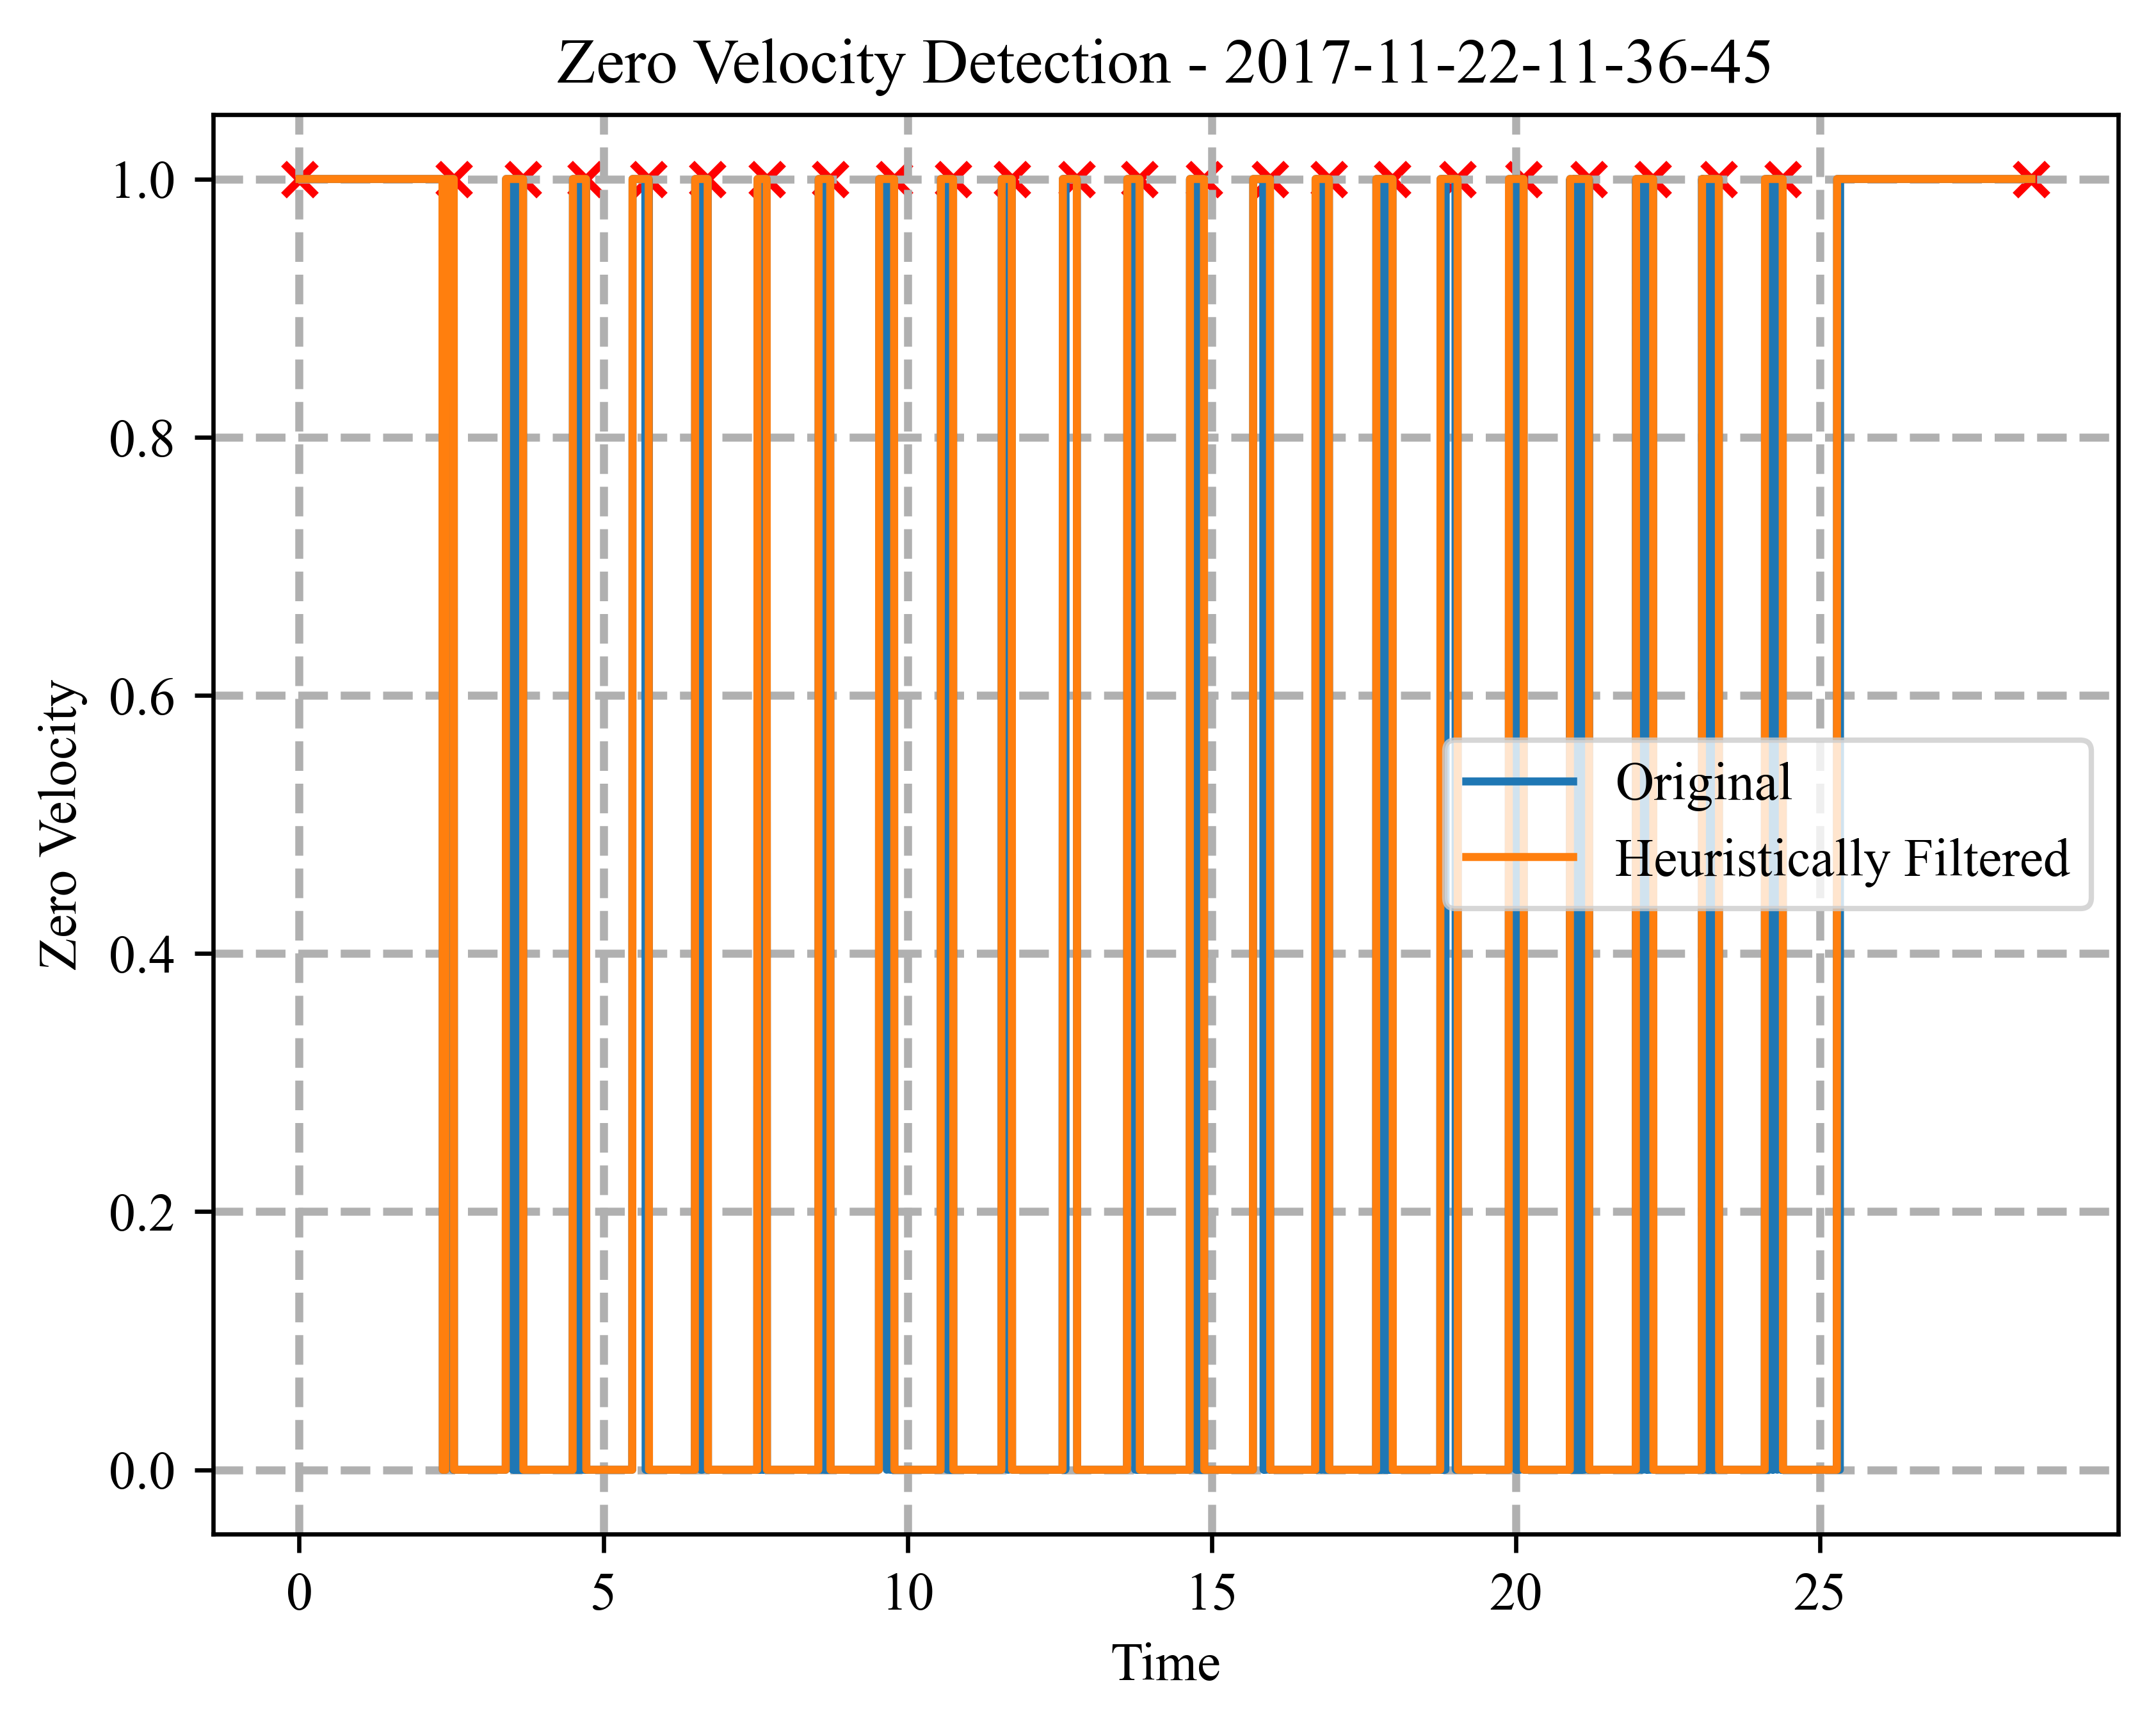 Zero Velocity Detection - 2017-11-22-11-36-45
1.0
0.8
0.6
0.4
0.2
0.0
Zero Velocity
Original
Heuristically Filtered
0 5 10 15 20 25
Time